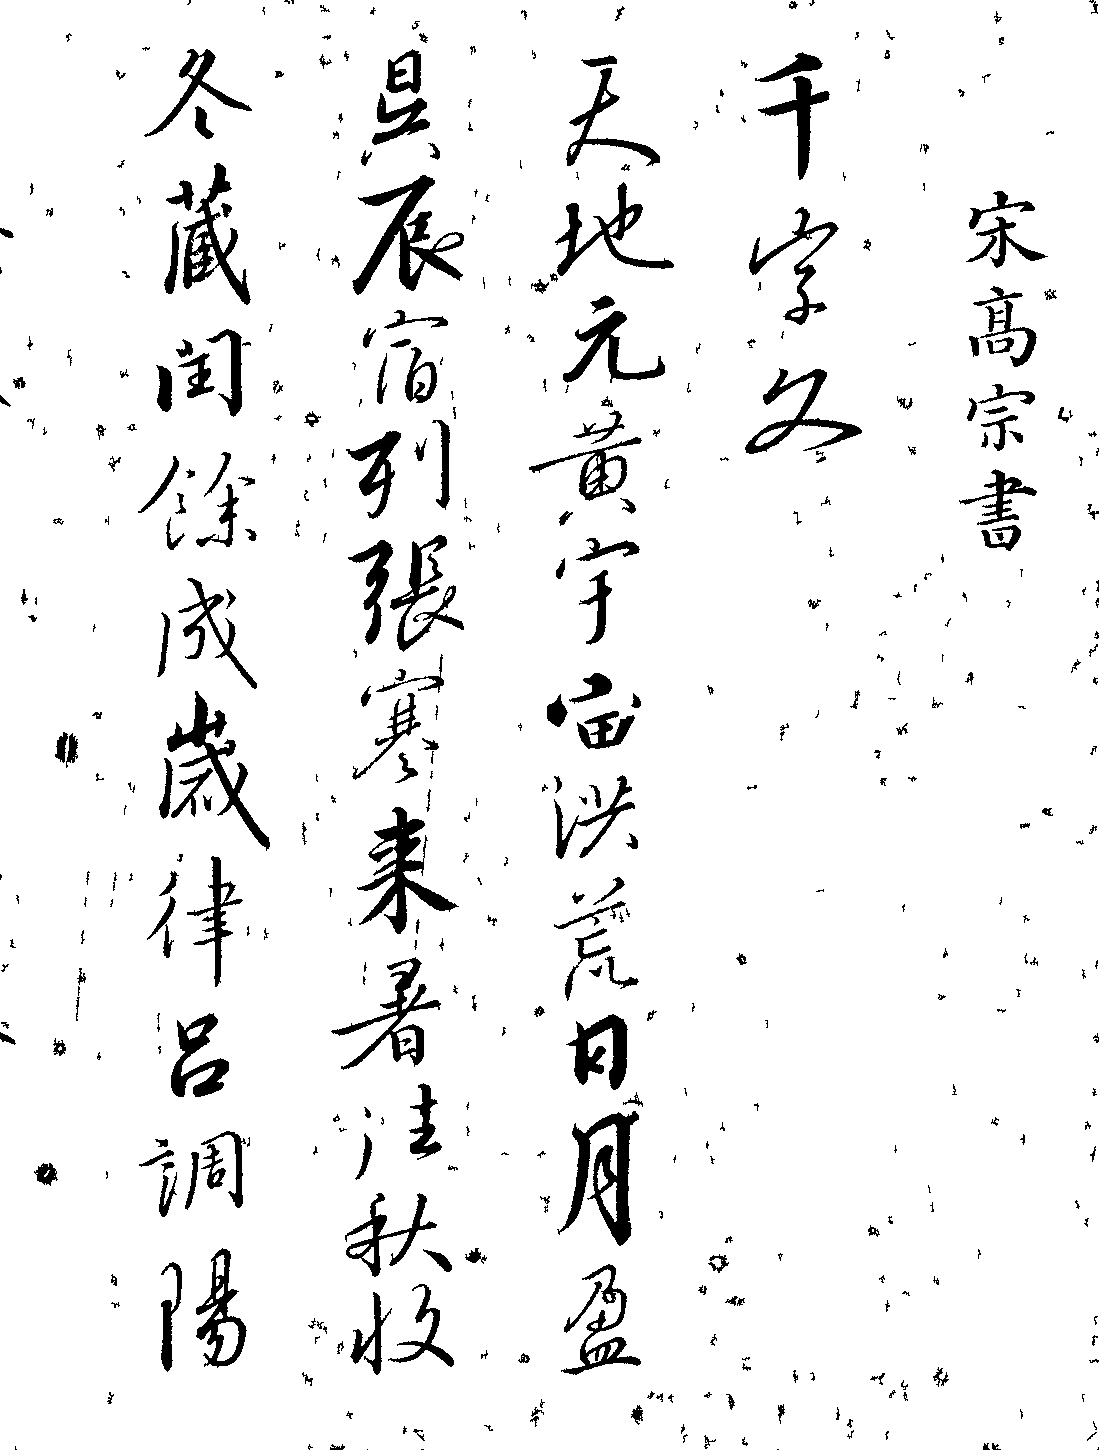 宋高宗書
千字文
天地元黃宇宙洪荒日月盈
昃辰宿列張寒來暑往秋收
冬藏閏餘成歲律呂調陽